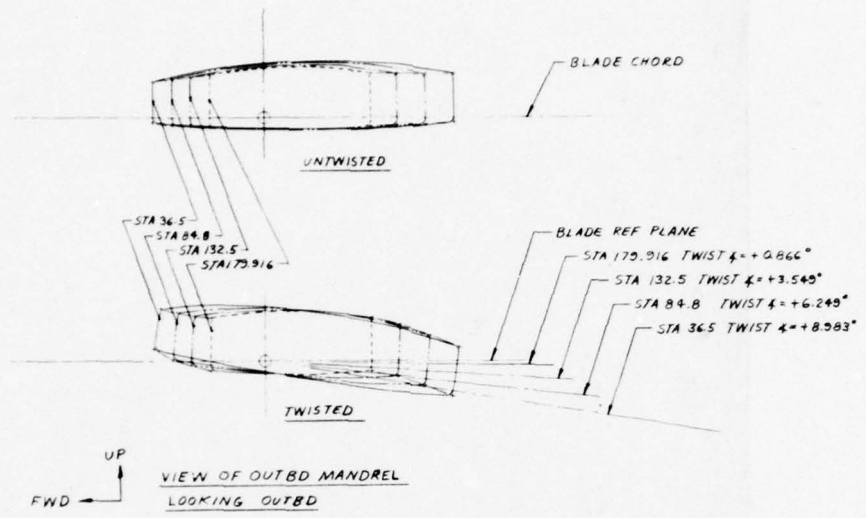 BLADE CHORD
UNTWISTED
STA 36.5
STA 84.8
STA 132.5
STA 179.916
BLADE REF PLANE
STA 179.916 TWIST ∡= +0.866°
STA 132.5 TWIST ∡= +3.549°
STA 84.8 TWIST ∡= +6.249°
STA 36.5 TWIST ∡= +8.983°
TWISTED
UP
FWD
VIEW OF OUTBD MANDREL
LOOKING OUTBD